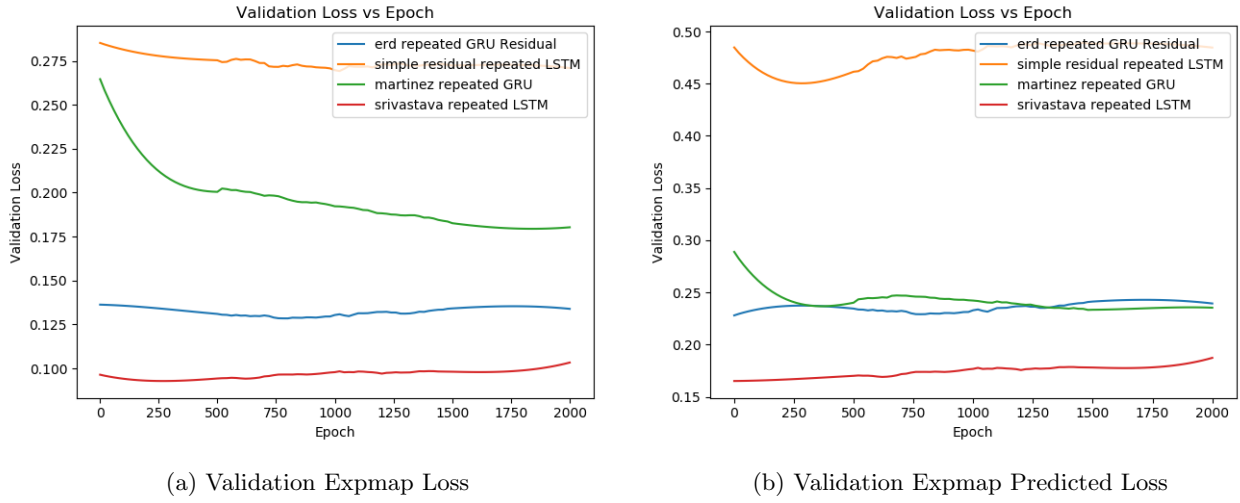 Validation Loss vs Epoch
erd repeated GRU Residual
simple residual repeated LSTM
martinez repeated GRU
srivastava repeated LSTM
0.275
0.250
0.225
0.200
0.175
0.150
0.125
0.100
Validation Loss
0 250 500 750 1000 1250 1500 1750 2000
Epoch
(a) Validation Expmap Loss
Validation Loss vs Epoch
erd repeated GRU Residual
simple residual repeated LSTM
martinez repeated GRU
srivastava repeated LSTM
0.50
0.45
0.40
0.35
0.30
0.25
0.20
0.15
Validation Loss
0 250 500 750 1000 1250 1500 1750 2000
Epoch
(b) Validation Expmap Predicted Loss